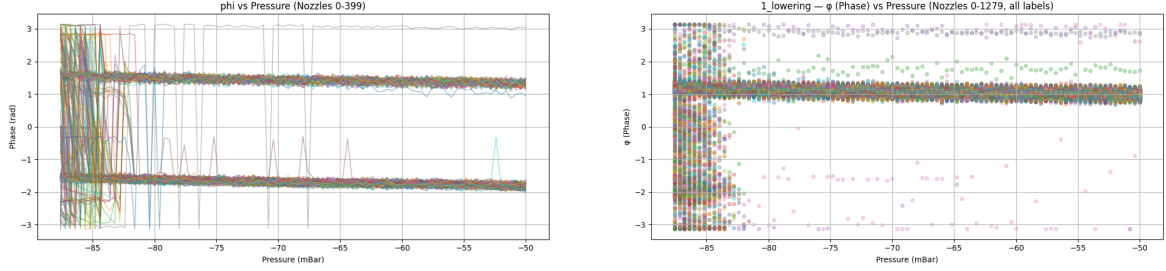 phi vs Pressure (Nozzles 0-399)
Phase (rad)
3
2
1
0
−1
−2
−3
−85 −80 −75 −70 −65 −60 −55 −50
Pressure (mBar)
1_lowering — φ (Phase) vs Pressure (Nozzles 0-1279, all labels)
φ (Phase)
3
2
1
0
−1
−2
−3
−85 −80 −75 −70 −65 −60 −55 −50
Pressure (mBar)